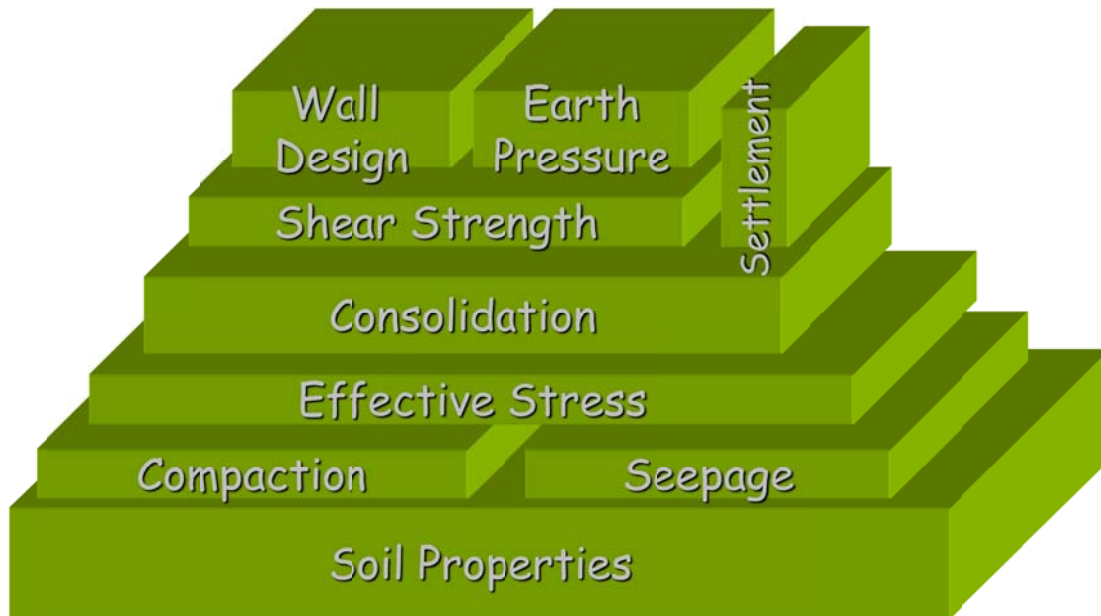 Wall
Design
Earth
Pressure
Settlement
Shear Strength
Consolidation
Effective Stress
Compaction
Seepage
Soil Properties